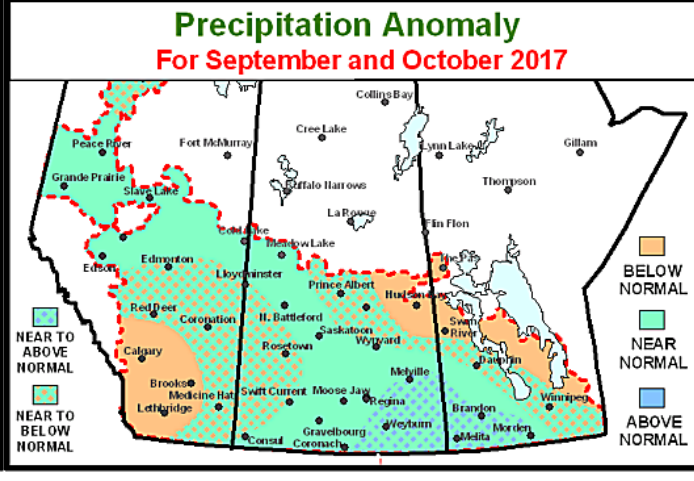 Precipitation Anomaly
For September and October 2017
Collins Bay
Peace River
Fort McMurray
Cree Lake
Lynn Lake
Gillam
Grande Prairie
Slave Lake
Buffalo Narrows
Thompson
La Ronge
Flin Flon
Cold Lake
Meadow Lake
The Pas
Edson
Edmonton
Lloydminster
Prince Albert
Hudson Bay
BELOW
NORMAL
Red Deer
Coronation
N. Battleford
Saskatoon
Swan
River
NEAR TO
ABOVE
NORMAL
NEAR
NORMAL
Calgary
Rosetown
Wynyard
Dauphin
Brooks
Medicine Hat
Swift Current
Moose Jaw
Melville
Regina
Winnipeg
NEAR TO
BELOW
NORMAL
Lethbridge
Brandon
ABOVE
NORMAL
Consul
Gravelbourg
Coronach
Weyburn
Melita
Morden